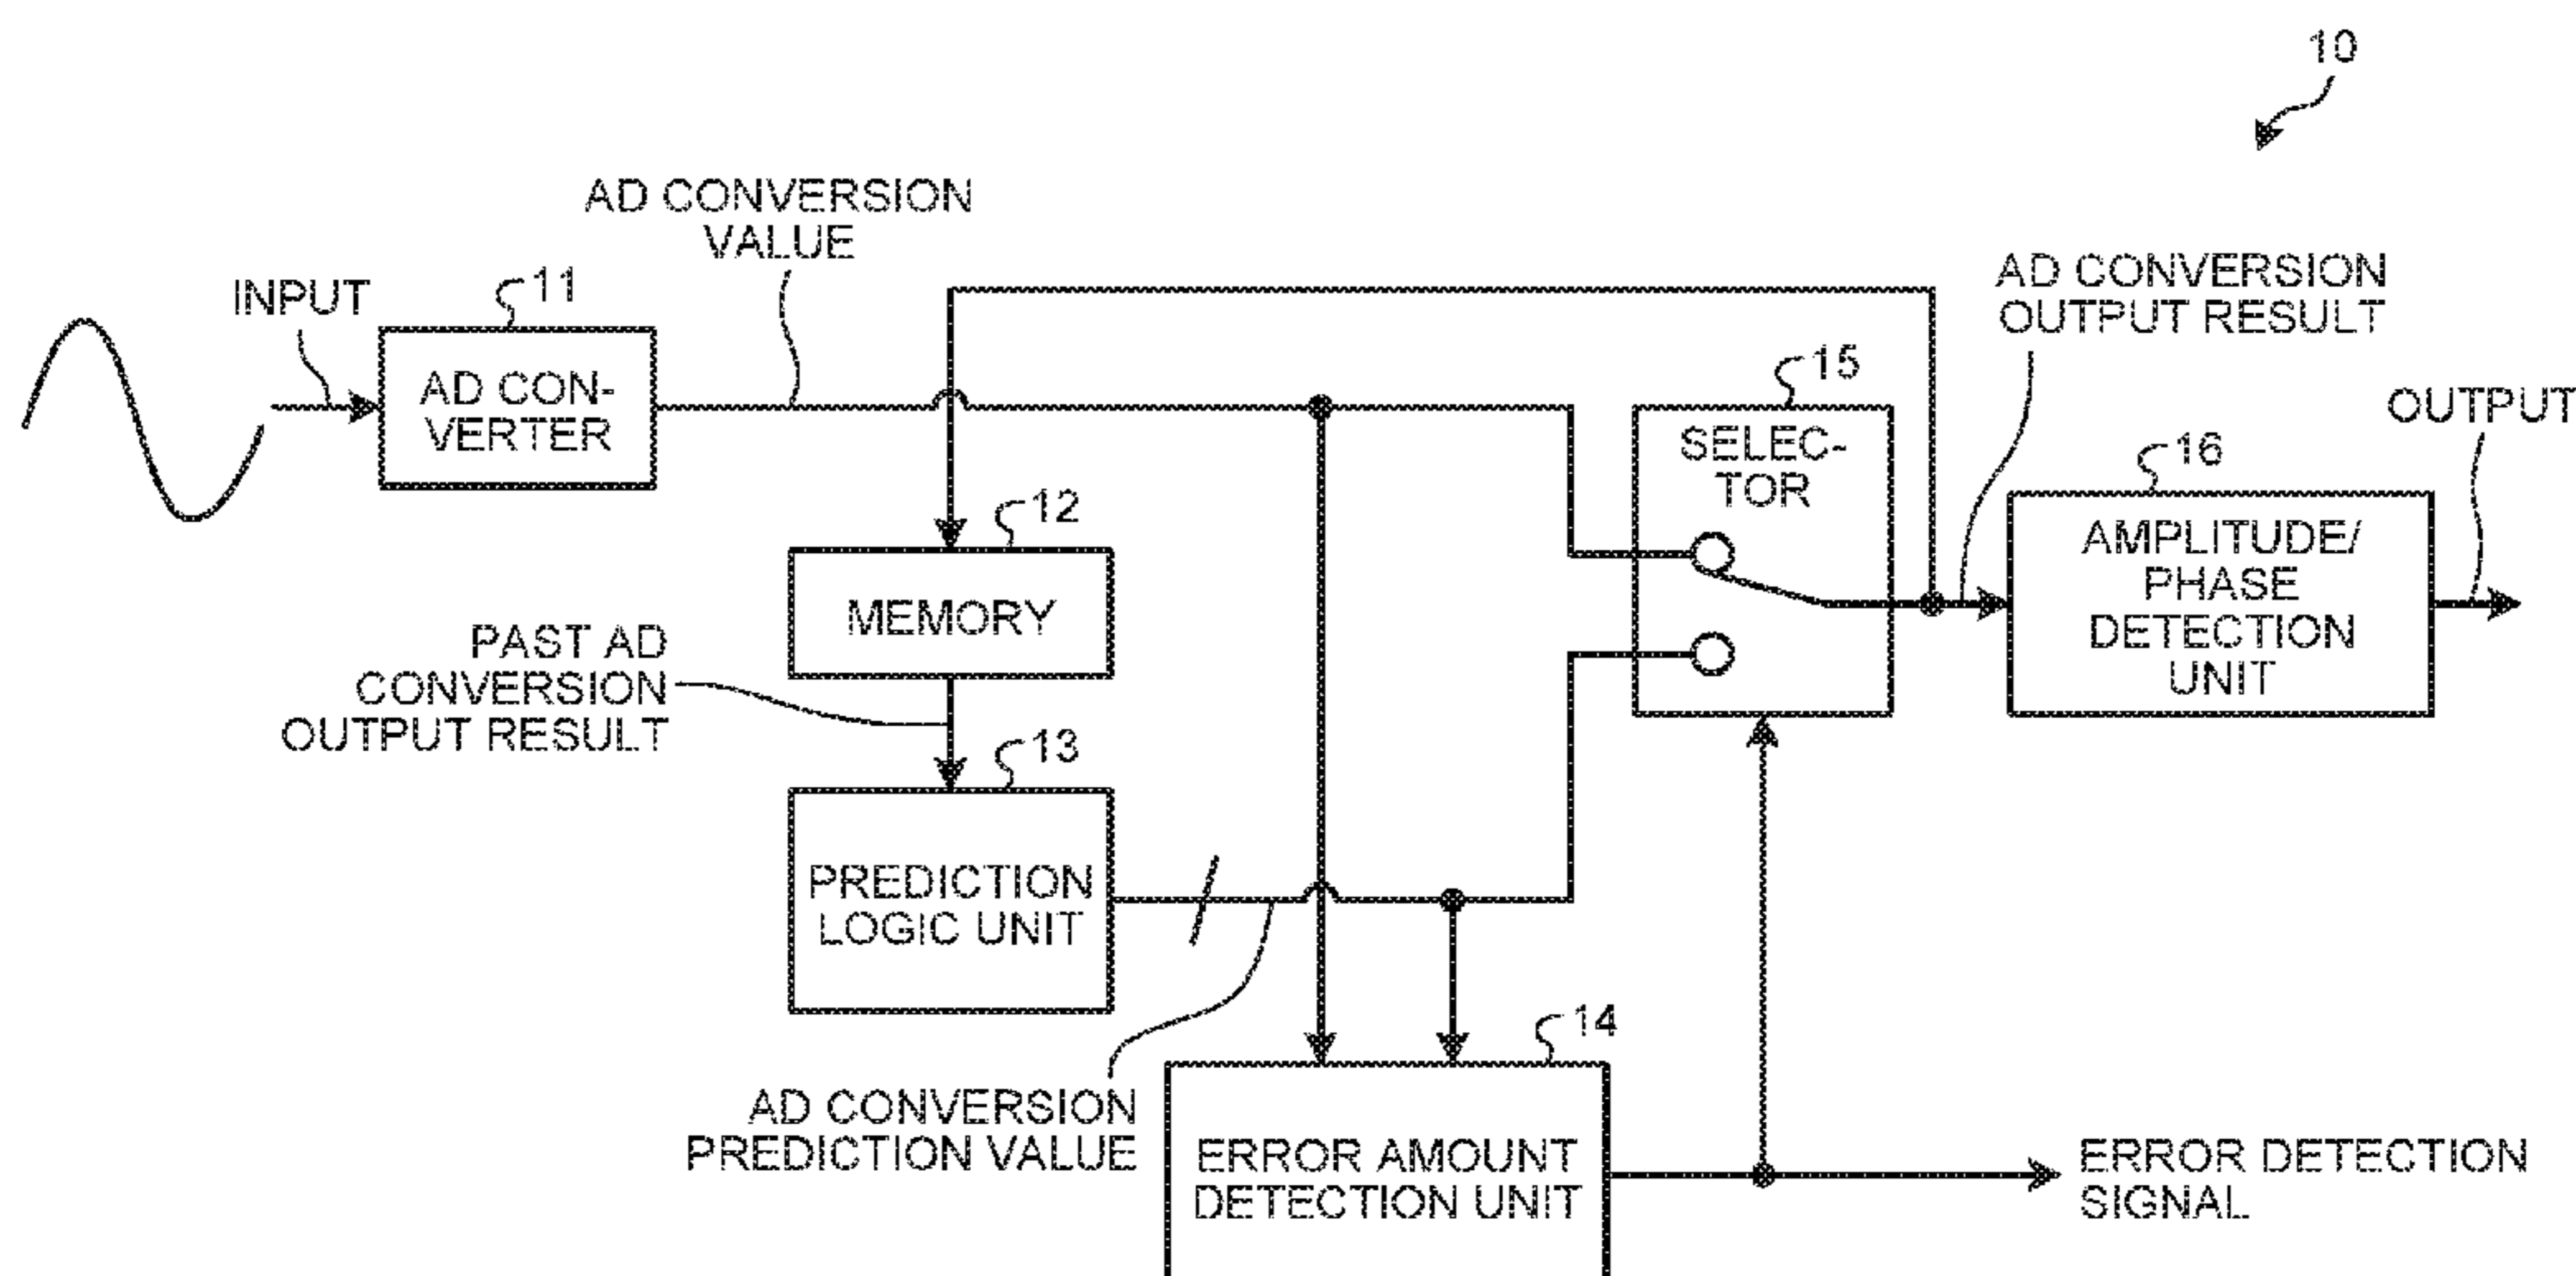 10
AD CONVERSION
VALUE
INPUT
11
AD CON-
VERTER
AD CONVERSION
OUTPUT RESULT
15
SELEC-
TOR
OUTPUT
16
AMPLITUDE/
PHASE
DETECTION
UNIT
12
MEMORY
PAST AD
CONVERSION
OUTPUT RESULT
13
PREDICTION
LOGIC UNIT
14
AD CONVERSION
PREDICTION VALUE
ERROR AMOUNT
DETECTION UNIT
ERROR DETECTION
SIGNAL